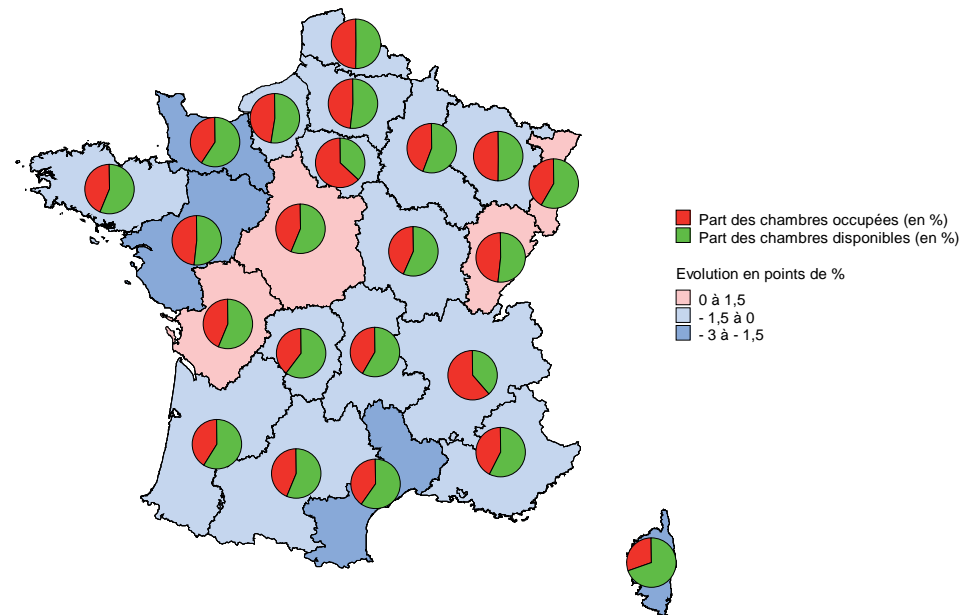 Part des chambres occupées (en %)
Part des chambres disponibles (en %)
Evolution en points de %
0 à 1,5
- 1,5 à 0
- 3 à - 1,5